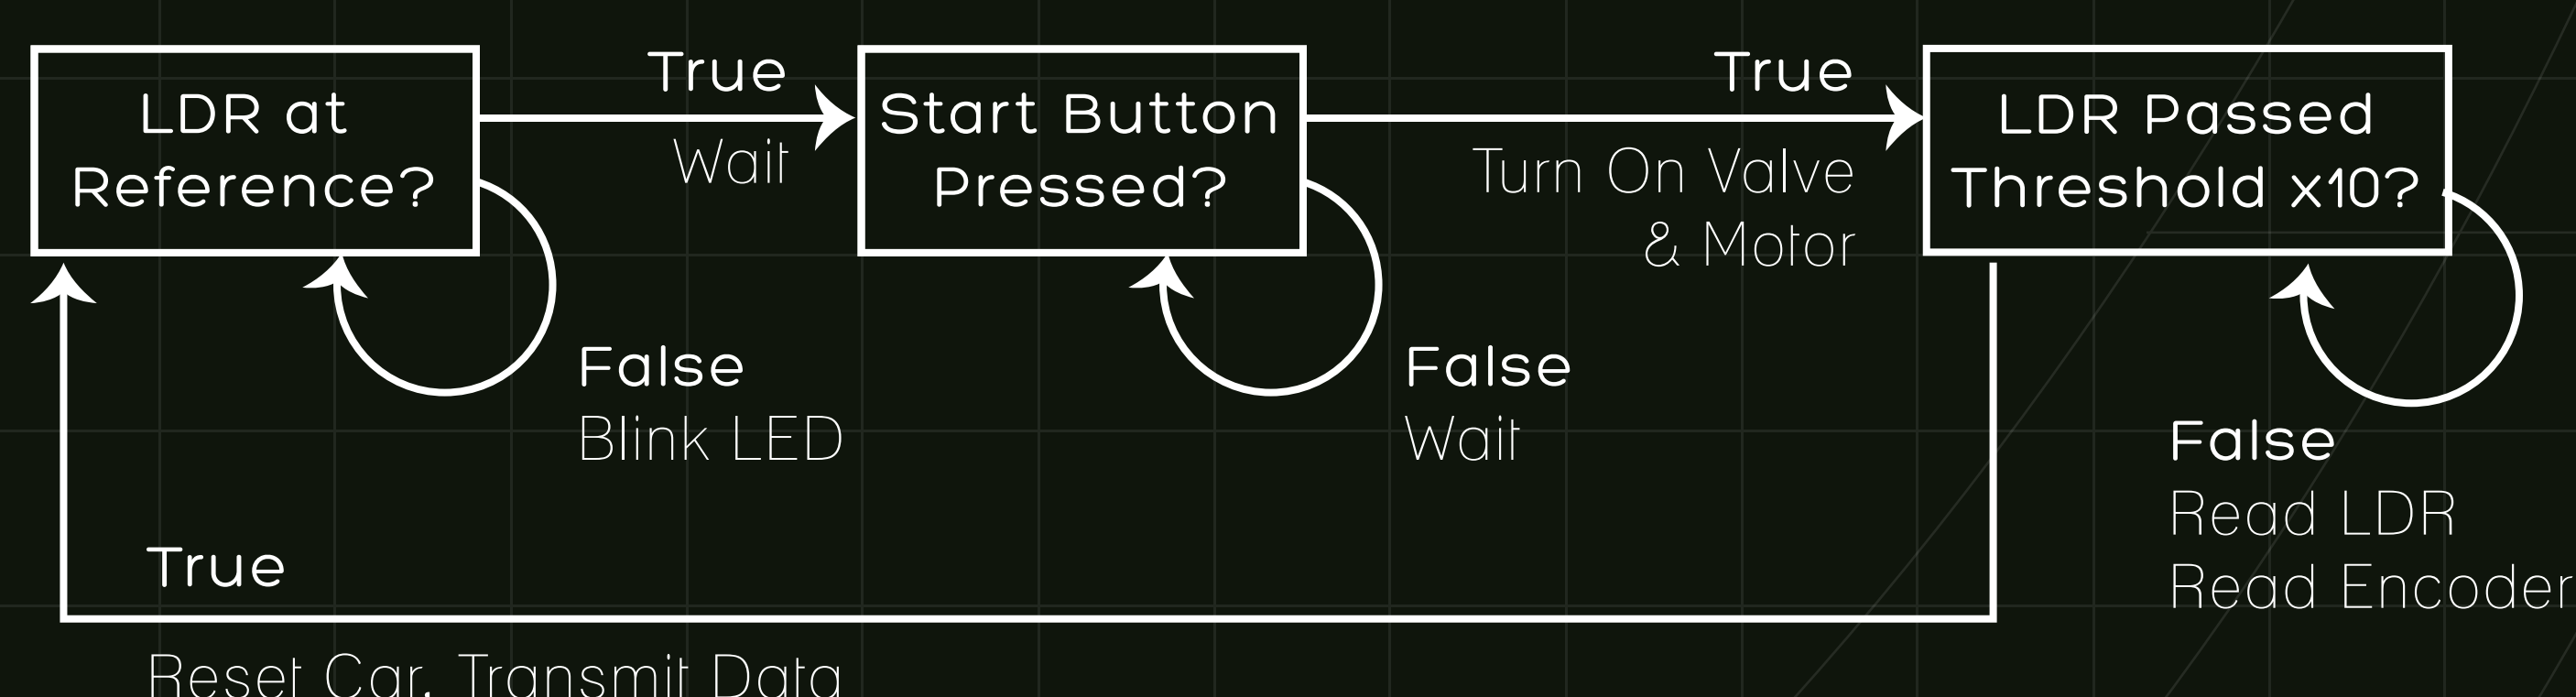 LDR at
Reference?
True
Wait
Start Button
Pressed?
True
Turn On Valve
& Motor
LDR Passed
Threshold x10?
False
Blink LED
False
Wait
False
Read LDR
Read Encoder
True
Reset Car, Transmit Data